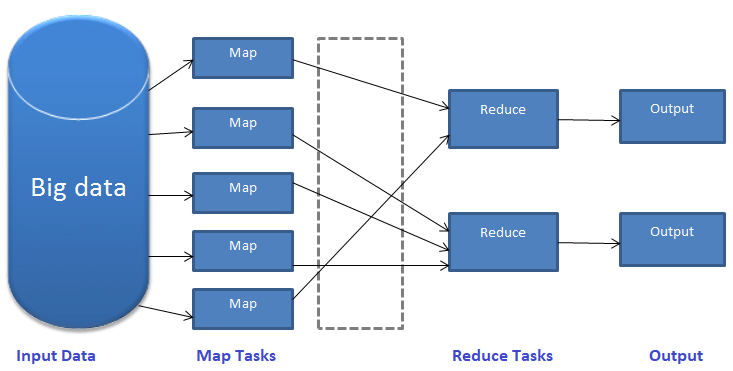 Big data
Map
Map
Map
Map
Map
Reduce
Reduce
Output
Output
Input Data
Map Tasks
Reduce Tasks
Output